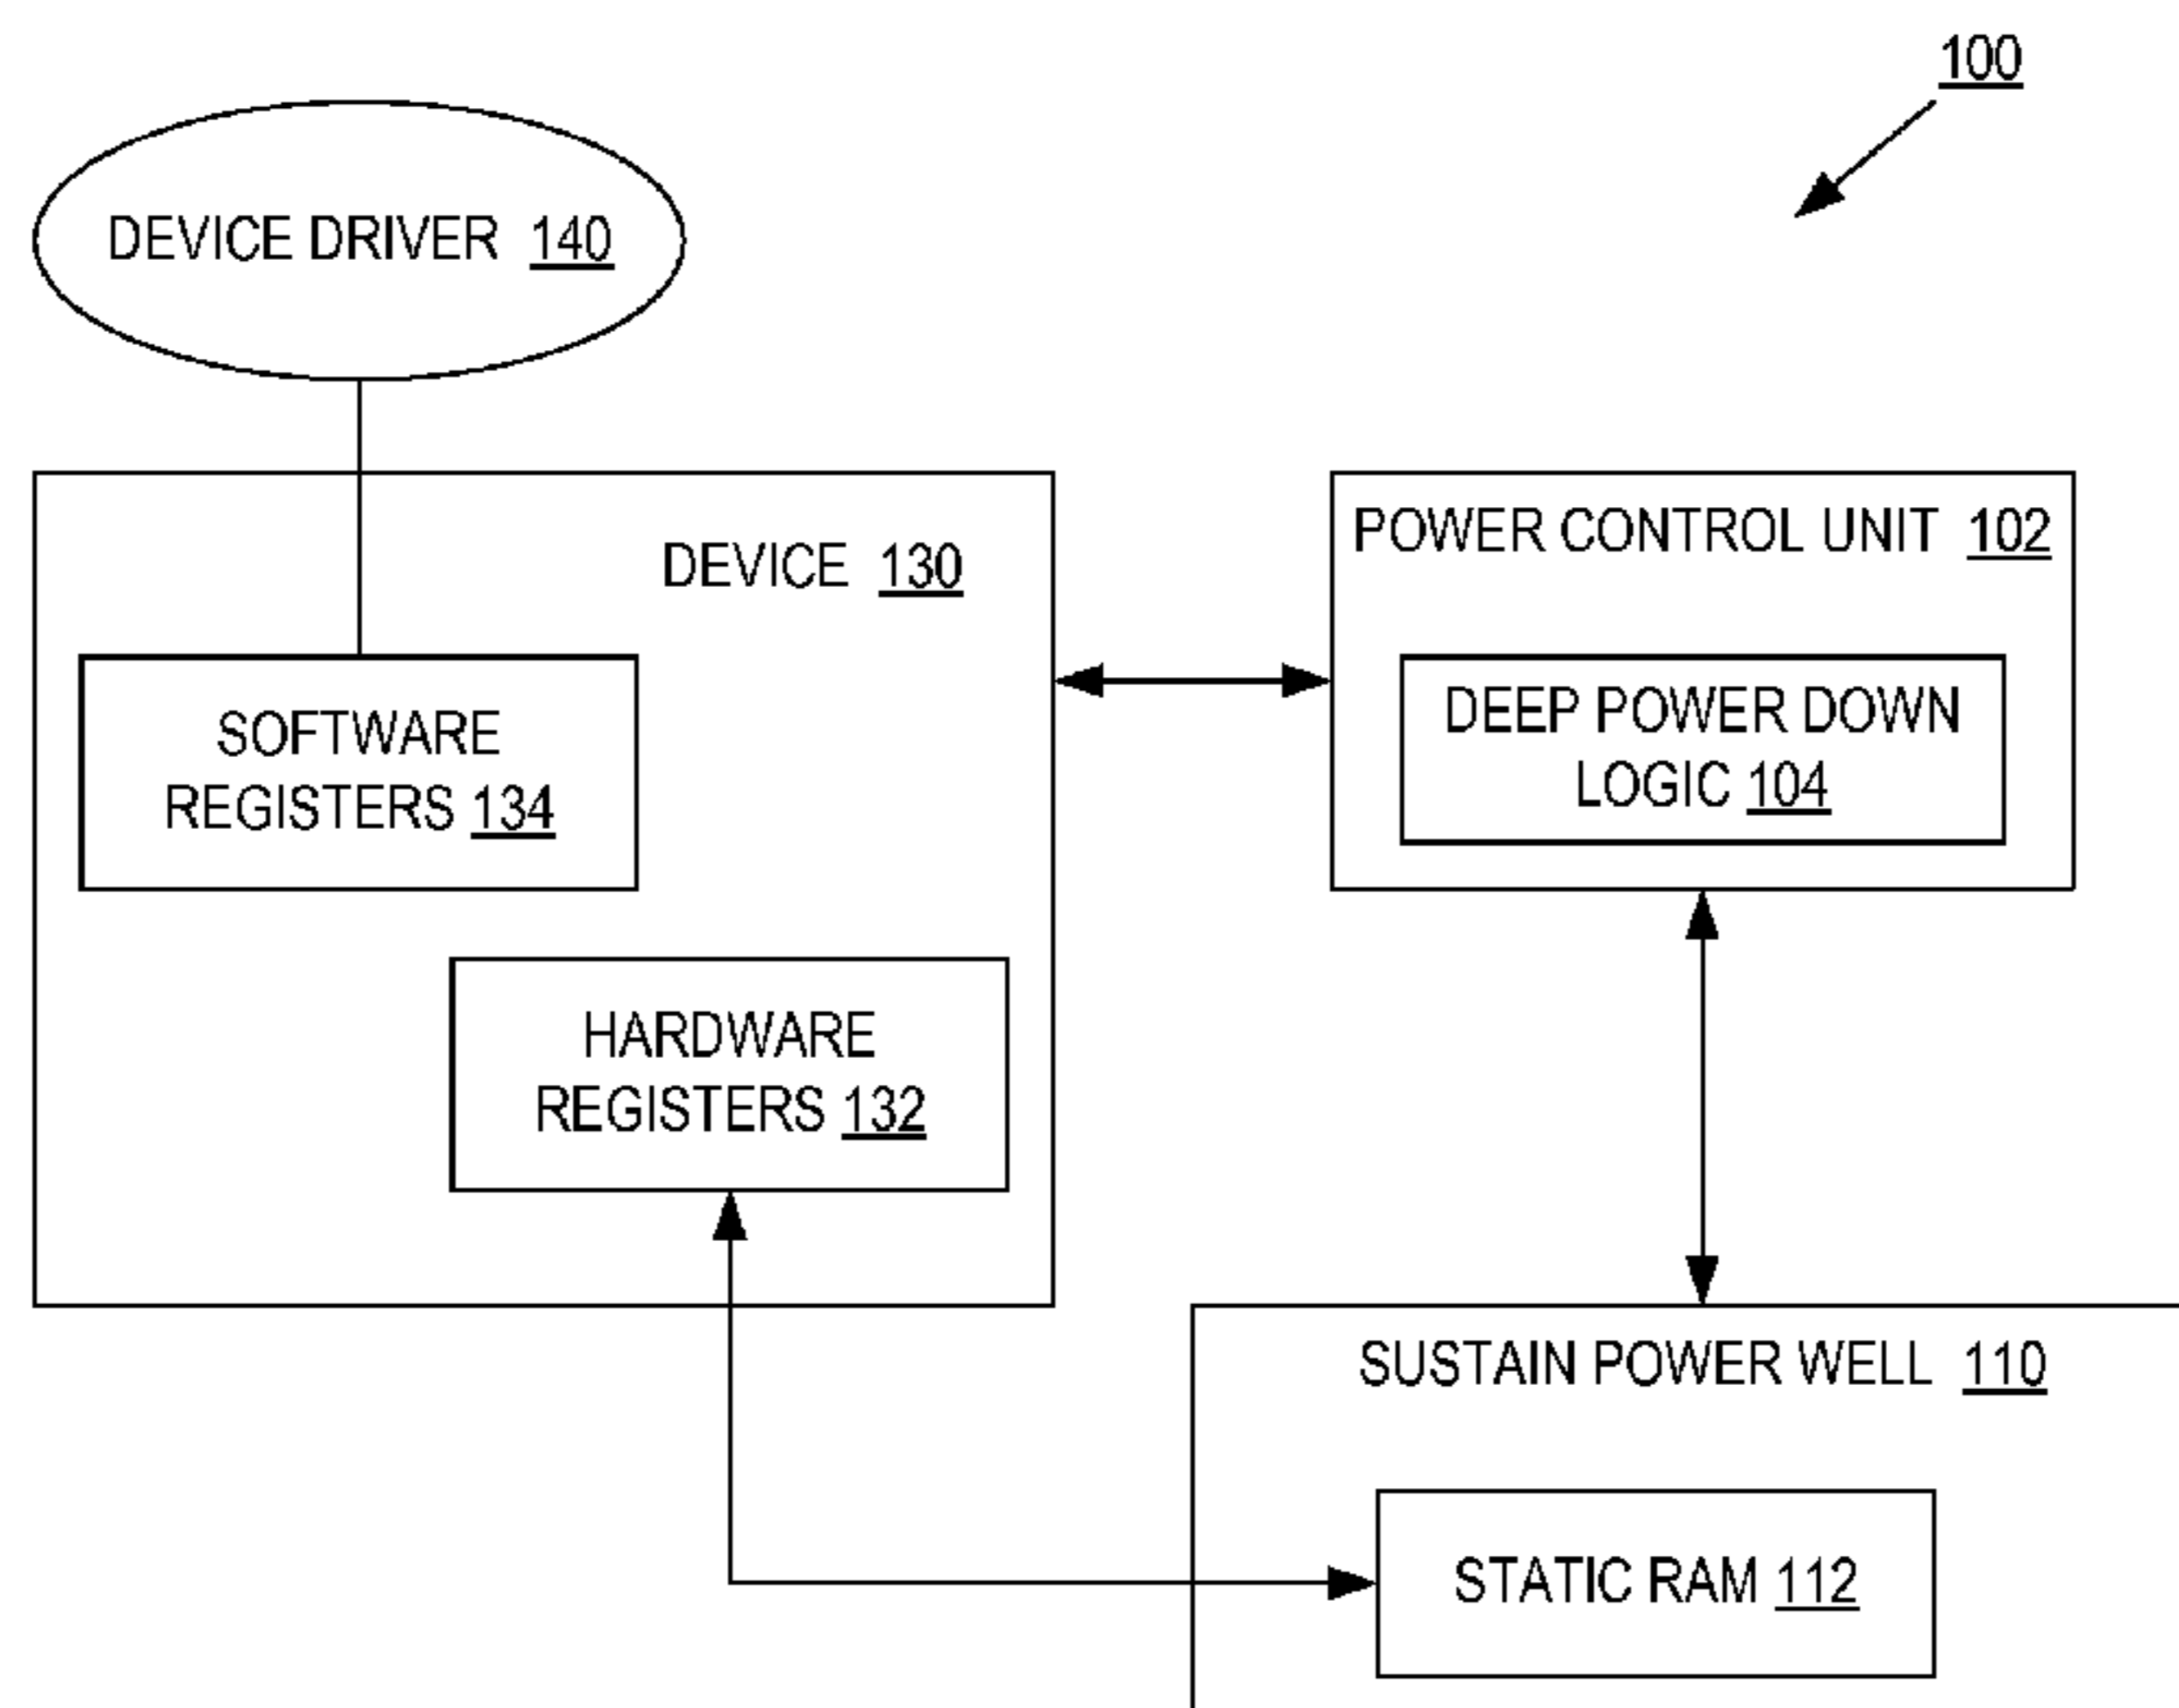 100
DEVICE DRIVER 140
DEVICE 130
POWER CONTROL UNIT 102
DEEP POWER DOWN
LOGIC 104
SOFTWARE
REGISTERS 134
HARDWARE
REGISTERS 132
SUSTAIN POWER WELL 110
STATIC RAM 112